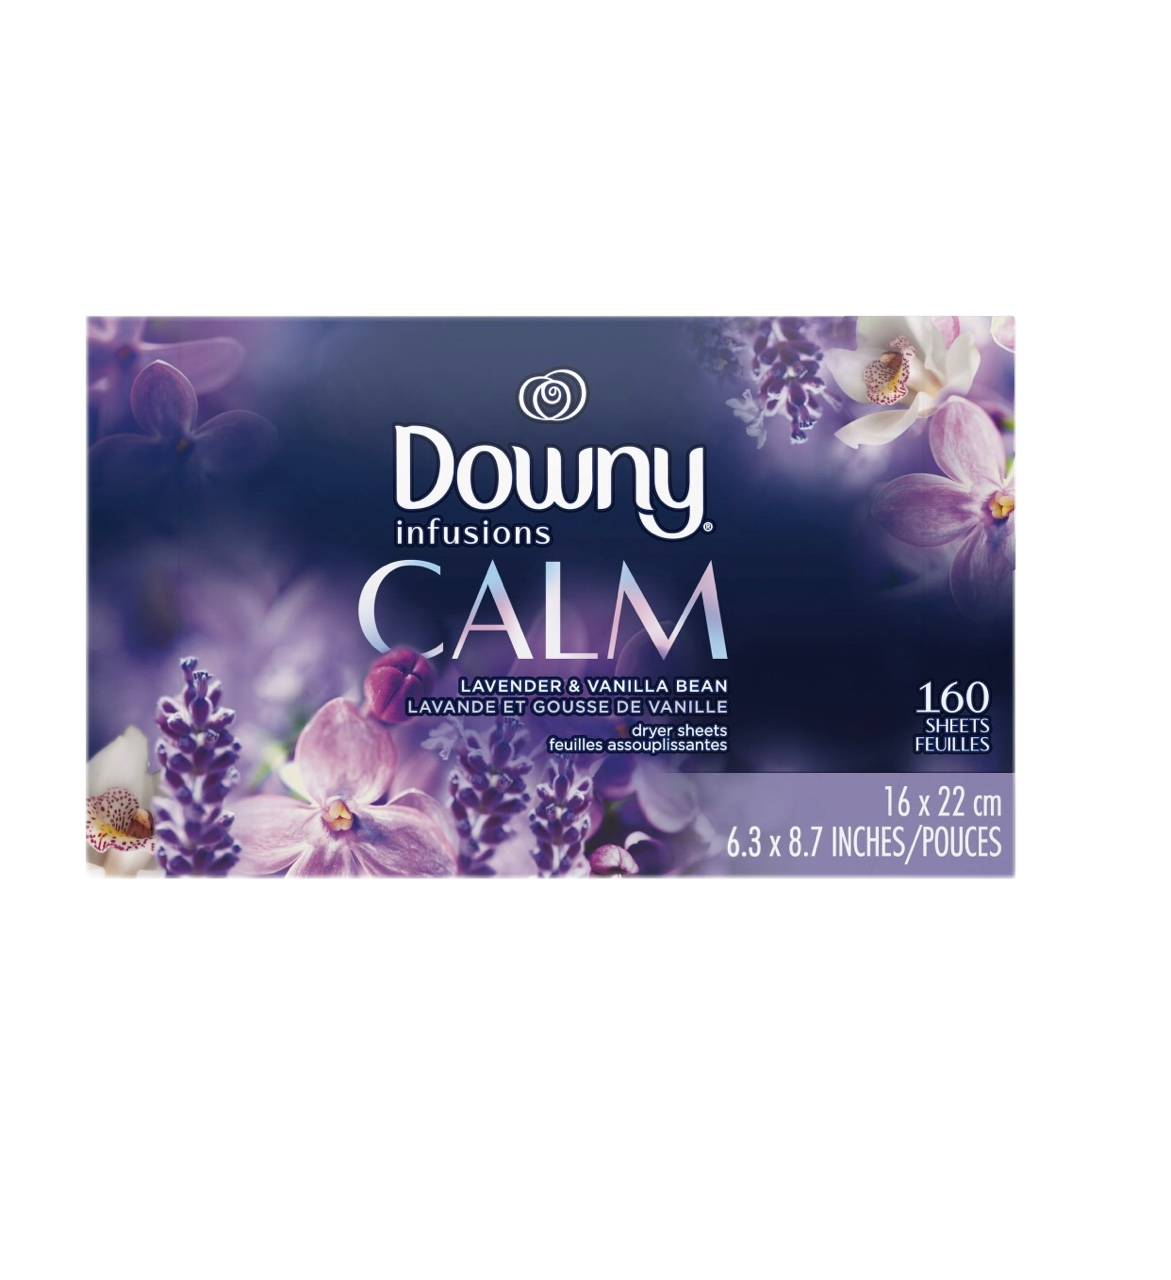 Downy®
infusions
CALM
LAVENDER & VANILLA BEAN
LAVANDE ET GOUSSE DE VANILLE
dryer sheets
feuilles assouplissantes
160
SHEETS
FEUILLES
16 x 22 cm
6.3 x 8.7 INCHES/POUCES